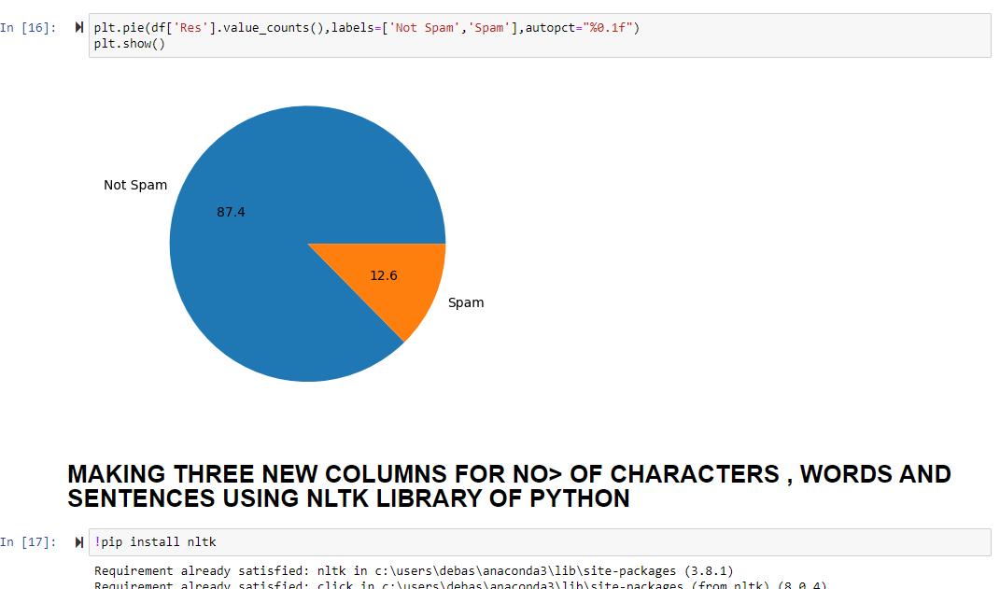 In [16]:
plt.pie(df['Res'].value_counts(),labels=['Not Spam','Spam'],autopct="%0.1f")
plt.show()
Not Spam
87.4
12.6
Spam
MAKING THREE NEW COLUMNS FOR NO> OF CHARACTERS , WORDS AND
SENTENCES USING NLTK LIBRARY OF PYTHON
In [17]:
!pip install nltk
Requirement already satisfied: nltk in c:\users\debas\anaconda3\lib\site-packages (3.8.1)
Requirement already satisfied: click in c:\users\debas\anaconda3\lib\site-packages (from nltk) (8.0.4)